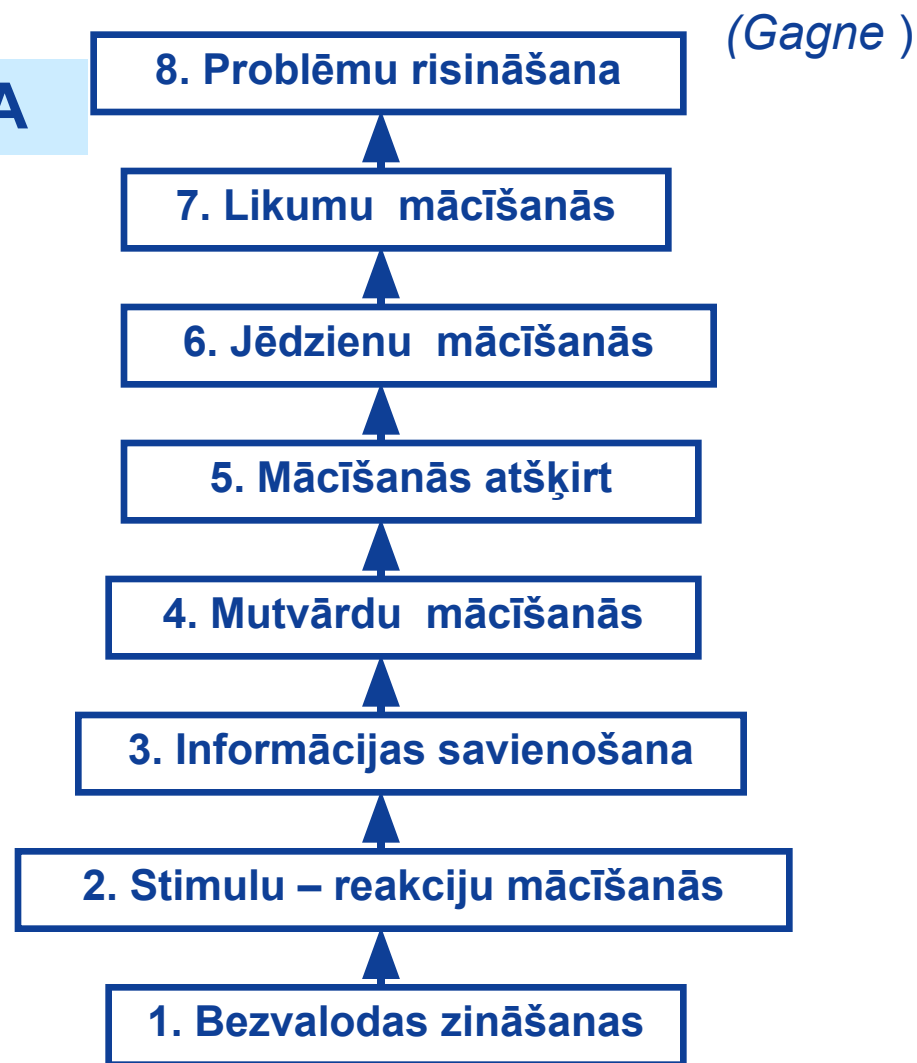 (Gagne )
A
8. Problēmu risināšana
7. Likumu mācīšanās
6. Jēdzienu mācīšanās
5. Mācīšanās atšķirt
4. Mutvārdu mācīšanās
3. Informācijas savienošana
2. Stimulu – reakciju mācīšanās
1. Bezvalodas zināšanas